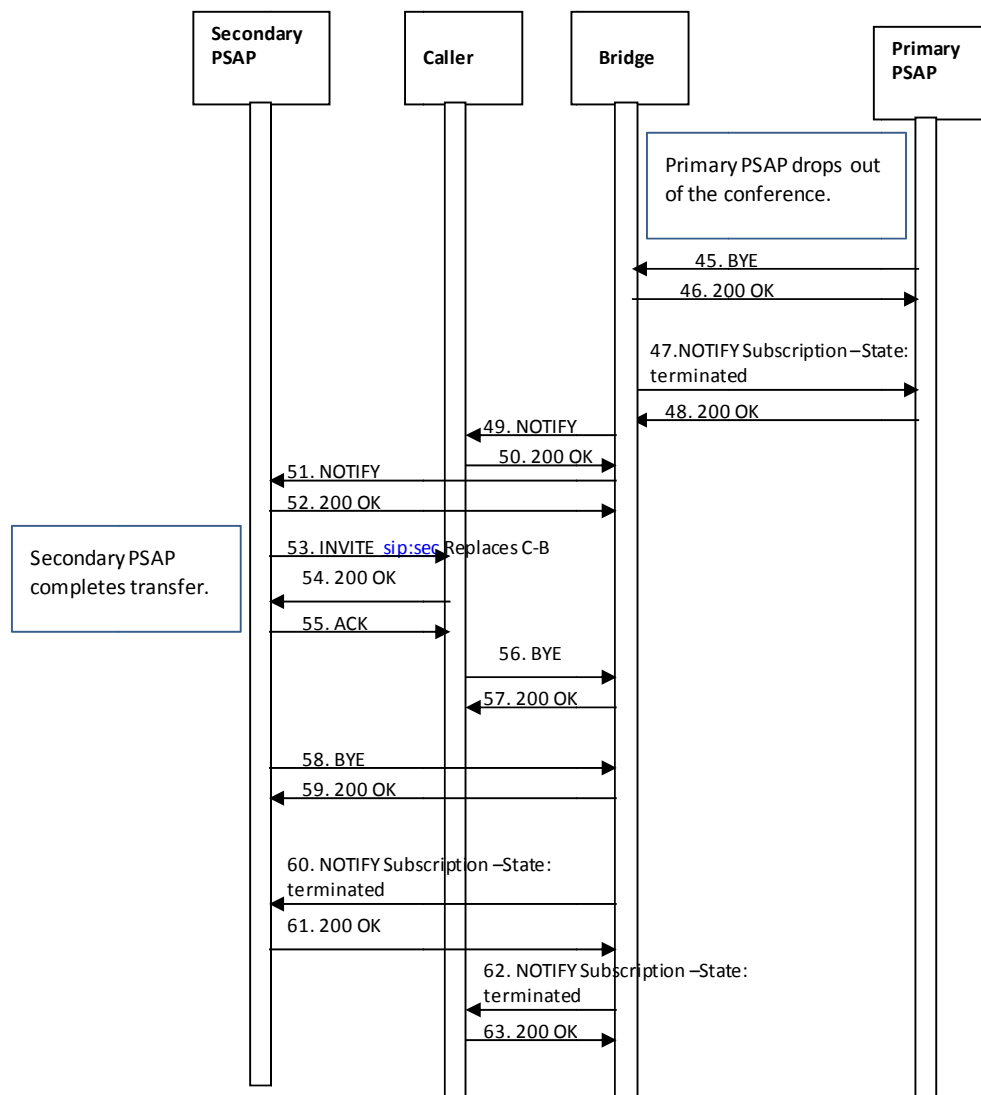 Secondary
PSAP
Caller
Bridge
Primary
PSAP
Primary PSAP drops out
of the conference.
45. BYE
46. 200 OK
47.NOTIFY Subscription –State:
terminated
48. 200 OK
49. NOTIFY
50. 200 OK
51. NOTIFY
52. 200 OK
Secondary PSAP
completes transfer.
53. INVITE sip:sec Replaces C-B
54. 200 OK
55. ACK
56. BYE
57. 200 OK
58. BYE
59. 200 OK
60. NOTIFY Subscription –State:
terminated
61. 200 OK
62. NOTIFY Subscription –State:
terminated
63. 200 OK